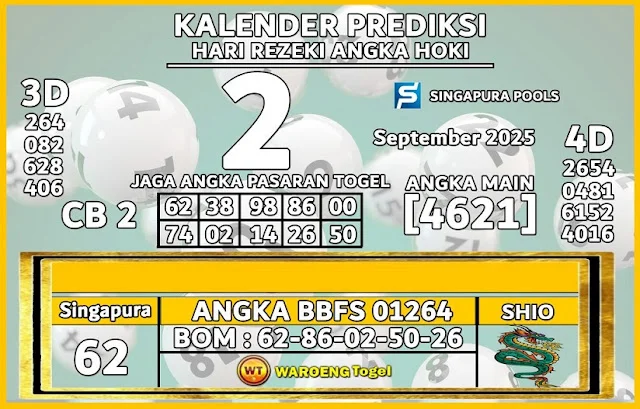 KALENDER PREDIKSI
HARI REZEKI ANGKA HOKI
3D
264
082
628
406
CB 2
2
JAGA ANGKA PASARAN TOGEL
62 38 98 86 00
74 02 14 26 50
SINGAPURA POOLS
September 2025
ANGKA MAIN
[4621]
4D
2654
0481
6152
4016
Singapura
62
ANGKA BBFS 01264
BOM : 62-86-02-50-26
WT WAROENG Togel
SHIO